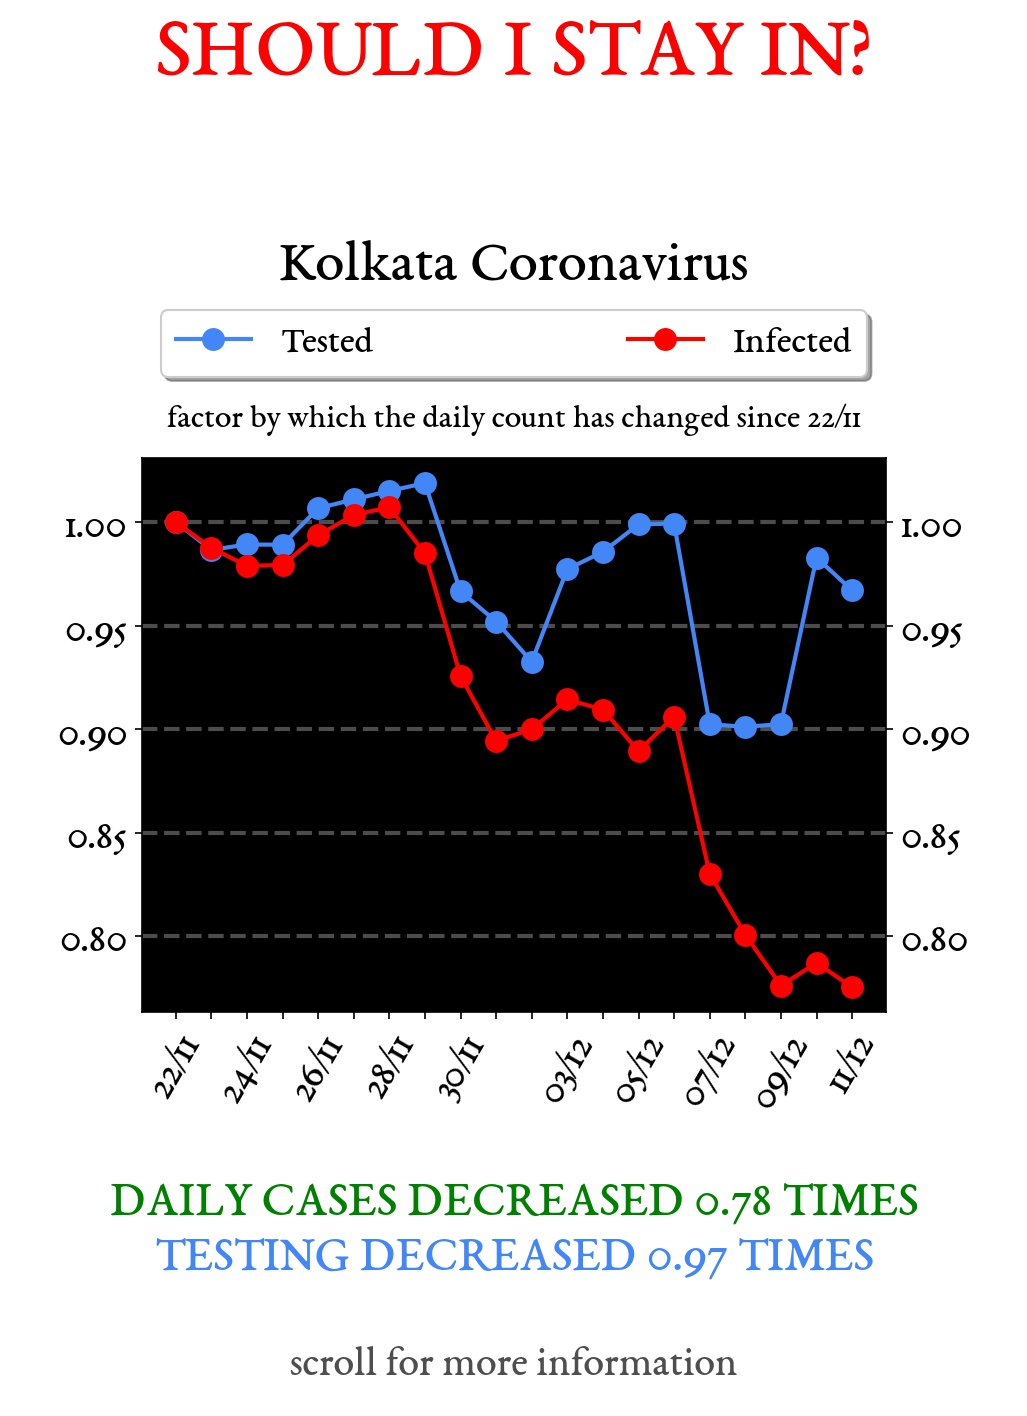 SHOULD I STAY IN?
Kolkata Coronavirus
Tested Infected
factor by which the daily count has changed since 22/11
1.00 1.00
0.95 0.95
0.90 0.90
0.85 0.85
0.80 0.80
22/11 24/11 26/11 28/11 30/11 03/12 05/12 07/12 09/12 11/12
DAILY CASES DECREASED 0.78 TIMES
TESTING DECREASED 0.97 TIMES
scroll for more information